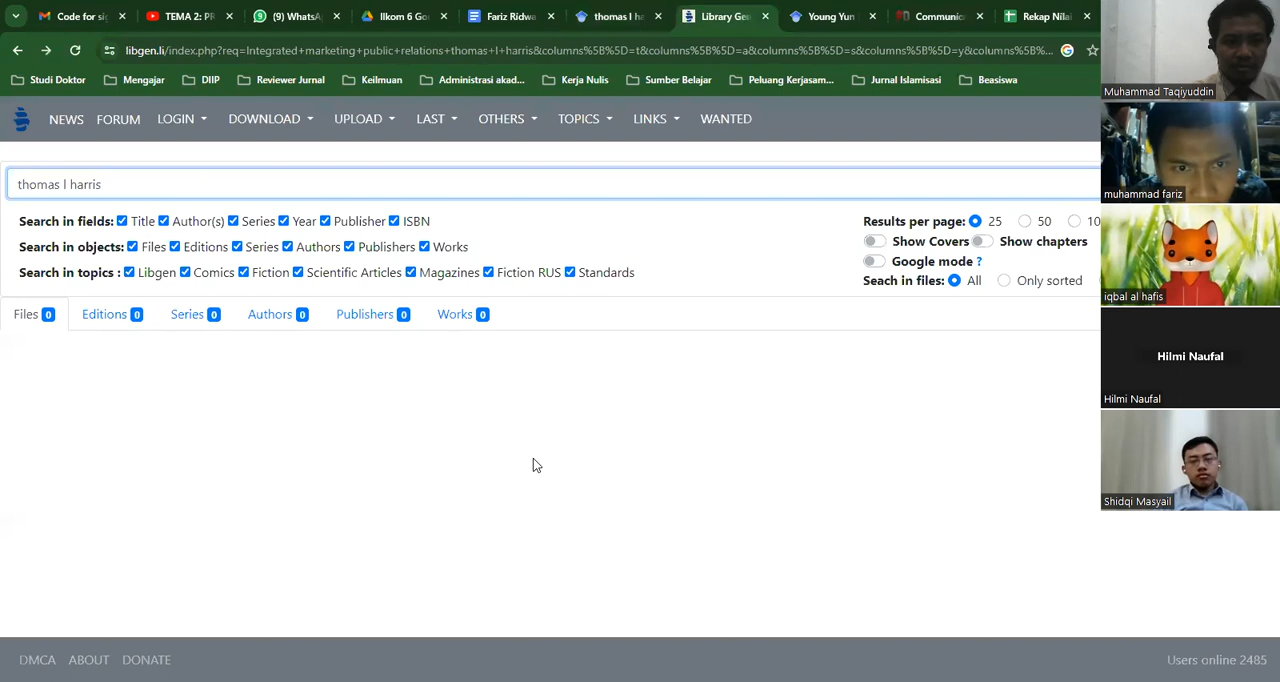 Code for sig
TEMA 2: PR
(9) WhatsA
Ilkom 6 Go
Fariz Ridwa
thomas l ha
Library Gen
Young Yun
Communic
Rekap Nilai
libgen.li/index.php?req=Integrated+marketing+public+relations+thomas+l+harris&columns%5B%5D=t&columns%5B%5D=a&columns%5B%5D=s&columns%5B%5D=y&columns%5B%...
Studi Doktor
Mengajar
DIIP
Reviewer Jurnal
Keilmuan
Administrasi akad...
Kerja Nulis
Sumber Belajar
Peluang Kerjasam...
Jurnal Islamisasi
Beasiswa
NEWS FORUM LOGIN DOWNLOAD UPLOAD LAST OTHERS TOPICS LINKS WANTED
thomas l harris
Search in fields: Title Author(s) Series Year Publisher ISBN
Results per page: 25 50 10
Search in objects: Files Editions Series Authors Publishers Works
Show Covers Show chapters
Google mode ?
Search in topics : Libgen Comics Fiction Scientific Articles Magazines Fiction RUS Standards
Seach in files: All Only sorted
Files 0 Editions 0 Series 0 Authors 0 Publishers 0 Works 0
DMCA ABOUT DONATE
Users online 2485
Muhammad Taqiyuddin
muhammad fariz
iqbal al hafis
Hilmi Naufal
Hilmi Naufal
Shidqi Masyail